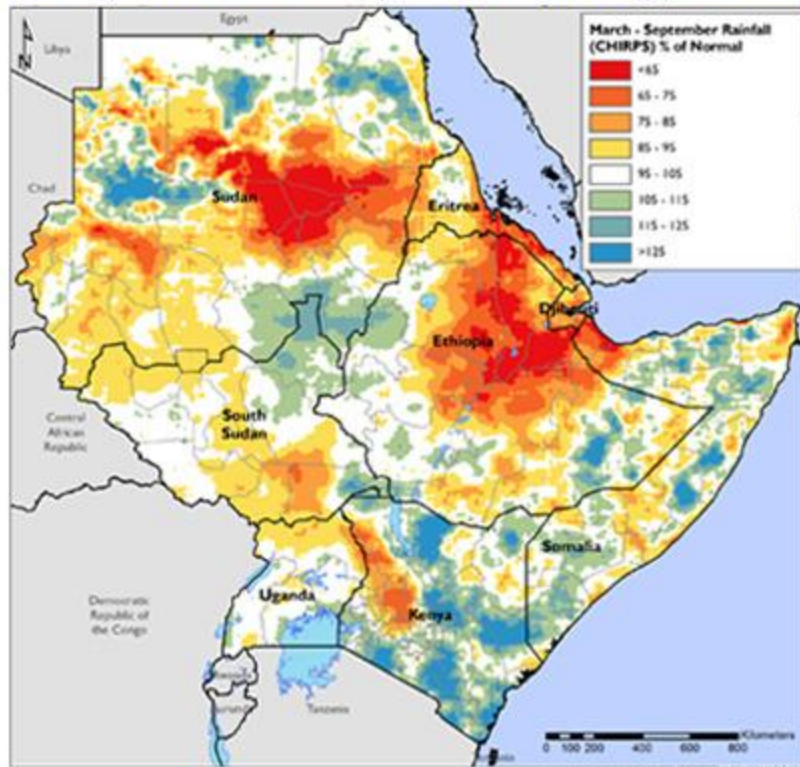 Egypt
Libya
N
March - September Rainfall
(CHIRPS) % of Normal
<65
65 - 75
75 - 85
85 - 95
95 - 105
105 - 115
115 - 125
>125
Chad
Sudan
Eritrea
Djibouti
Ethiopia
Central
African
Republic
South
Sudan
Somalia
Uganda
Kenya
Democratic
Republic of
the Congo
Tanzania
Kilometers
0 100 200 400 600 800